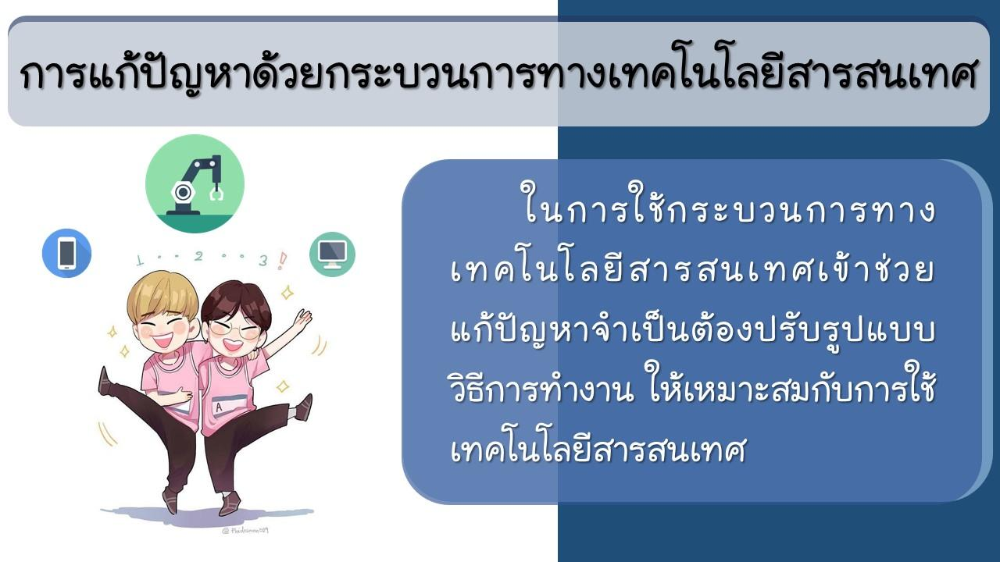 การแก้ปัญหาด้วยกระบวนการทางเทคโนโลยีสารสนเทศ
1 . . 2 . . 3 !
A
ในการใช้กระบวนการทาง
เทคโนโลยีสารสนเทศเข้าช่วย
แก้ปัญหาจำเป็นต้องปรับรูปแบบ
วิธีการทำงาน ให้เหมาะสมกับการใช้
เทคโนโลยีสารสนเทศ